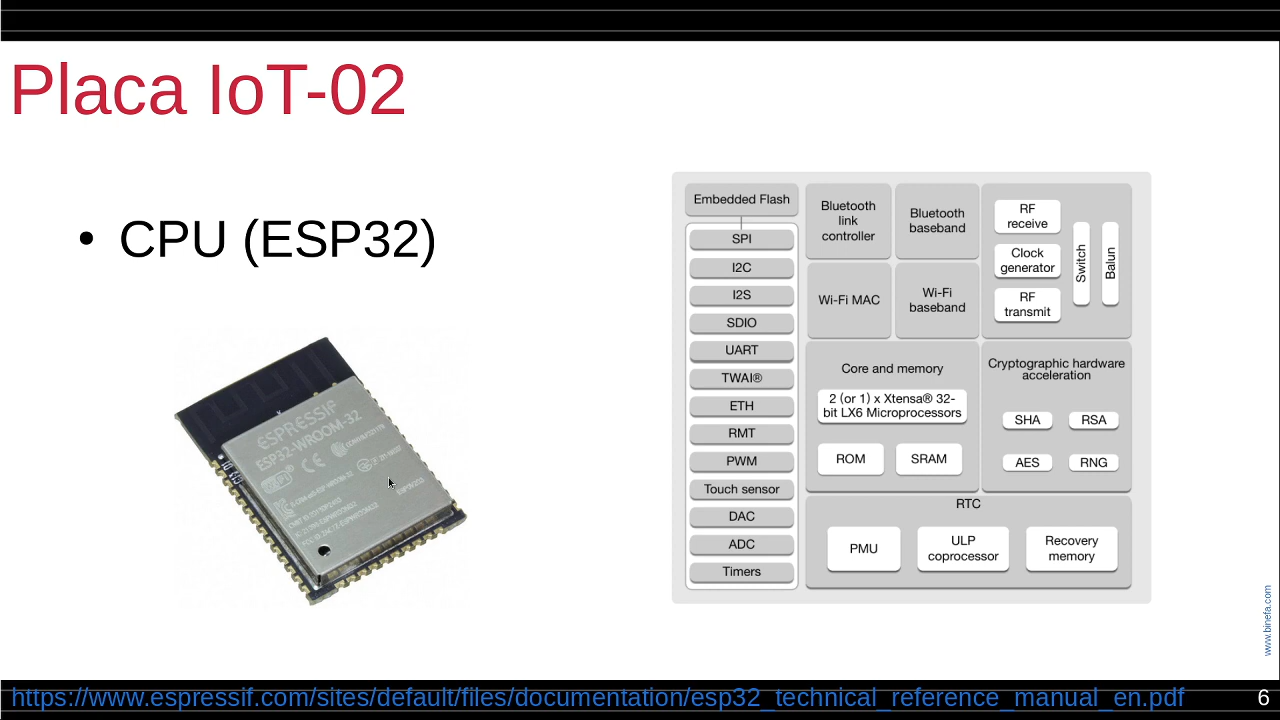 Placa IoT-02
• CPU (ESP32)
ESPRESSIF
ESP32-WROOM-32
CE
Embedded Flash
SPI
I2C
I2S
SDIO
UART
TWAI®
ETH
RMT
PWM
Touch sensor
DAC
ADC
Timers
Bluetooth
link
controller
Bluetooth
baseband
Wi-Fi MAC
Wi-Fi
baseband
RF
receive
Clock
generator
RF
transmit
Switch
Balun
Core and memory
2 (or 1) x Xtensa® 32-
bit LX6 Microprocessors
ROM
SRAM
Cryptographic hardware
acceleration
SHA
RSA
AES
RNG
RTC
PMU
ULP
coprocessor
Recovery
memory
www.binefa.com
https://www.espressif.com/sites/default/files/documentation/esp32_technical_reference_manual_en.pdf
6